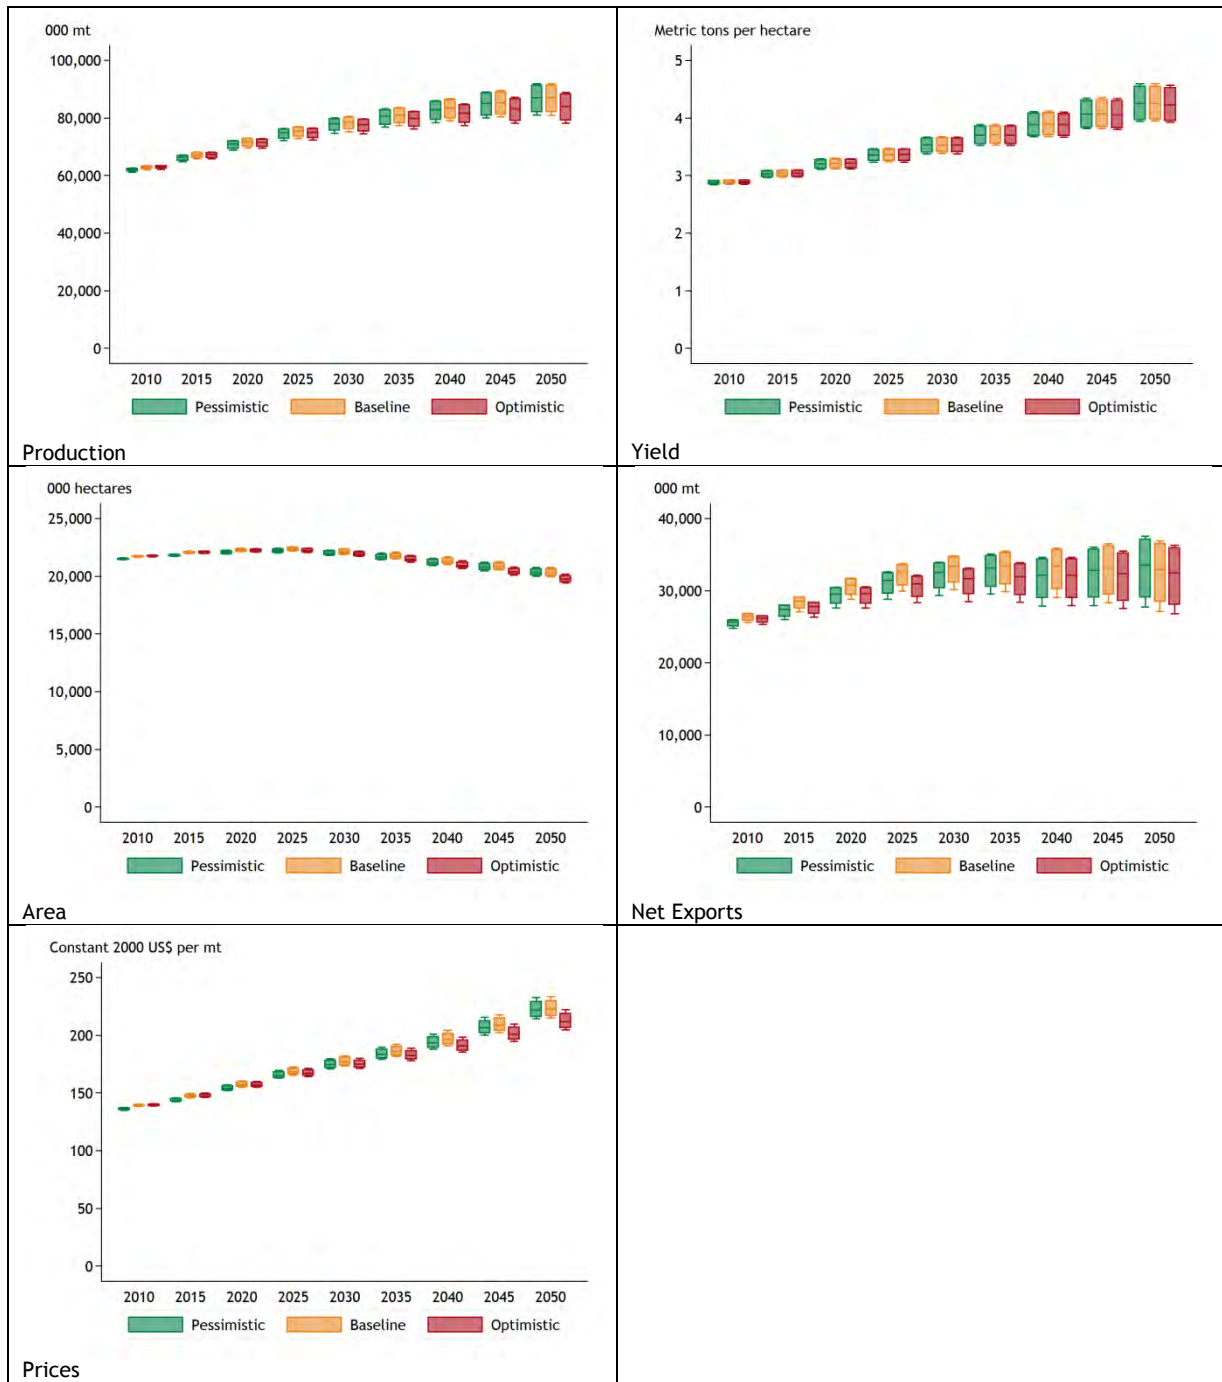 000 mt
100,000
80,000
60,000
40,000
20,000
0
2010 2015 2020 2025 2030 2035 2040 2045 2050
Pessimistic Baseline Optimistic
Production
Metric tons per hectare
5
4
3
2
1
0
2010 2015 2020 2025 2030 2035 2040 2045 2050
Pessimistic Baseline Optimistic
Yield
000 hectares
25,000
20,000
15,000
10,000
5,000
0
2010 2015 2020 2025 2030 2035 2040 2045 2050
Pessimistic Baseline Optimistic
Area
000 mt
40,000
30,000
20,000
10,000
0
2010 2015 2020 2025 2030 2035 2040 2045 2050
Pessimistic Baseline Optimistic
Net Exports
Constant 2000 US$ per mt
250
200
150
100
50
0
2010 2015 2020 2025 2030 2035 2040 2045 2050
Pessimistic Baseline Optimistic
Prices